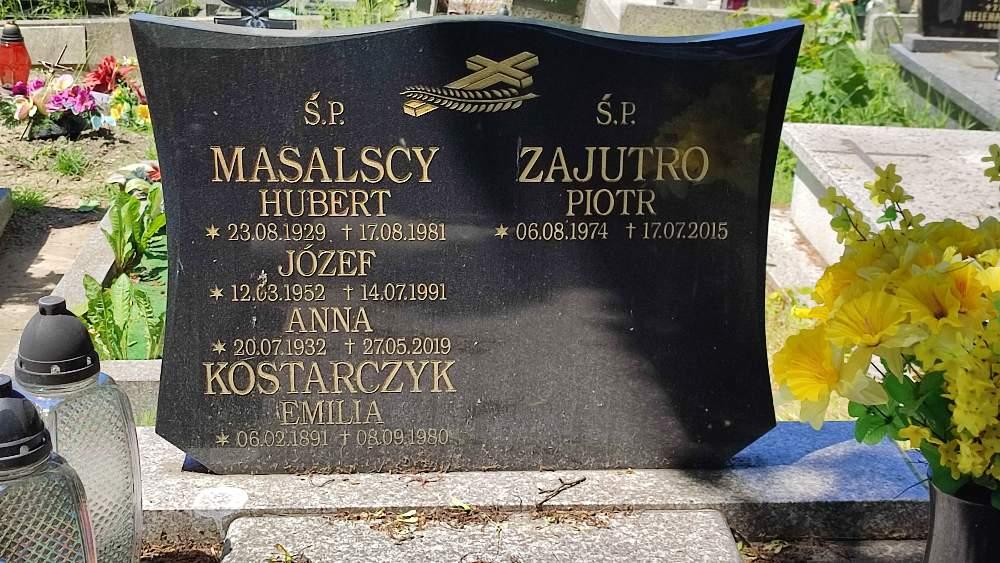 Ś.P.
MASALSCY
HUBERT
* 23.08.1929 † 17.08.1981
JÓZEF
* 12.03.1952 † 14.07.1991
ANNA
* 20.07.1932 † 27.05.2019
KOSTARCZYK
EMILIA
* 06.02.1891 † 08.09.1980
Ś.P.
ZAJUTRO
PIOTR
* 06.08.1974 † 17.07.2015